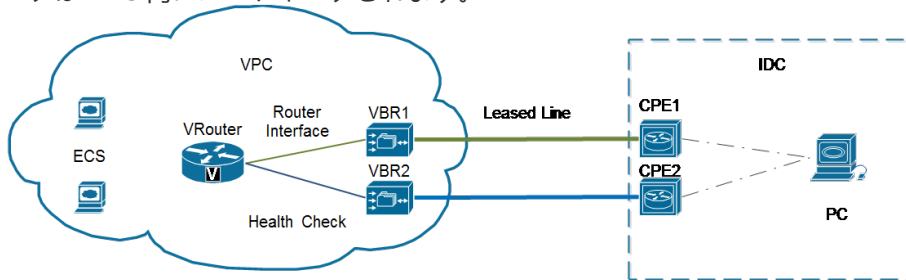 VPC
IDC
ECS
VRouter
Router
Interface
VBR1
Leased Line
CPE1
V
VBR2
CPE2
Health Check
PC